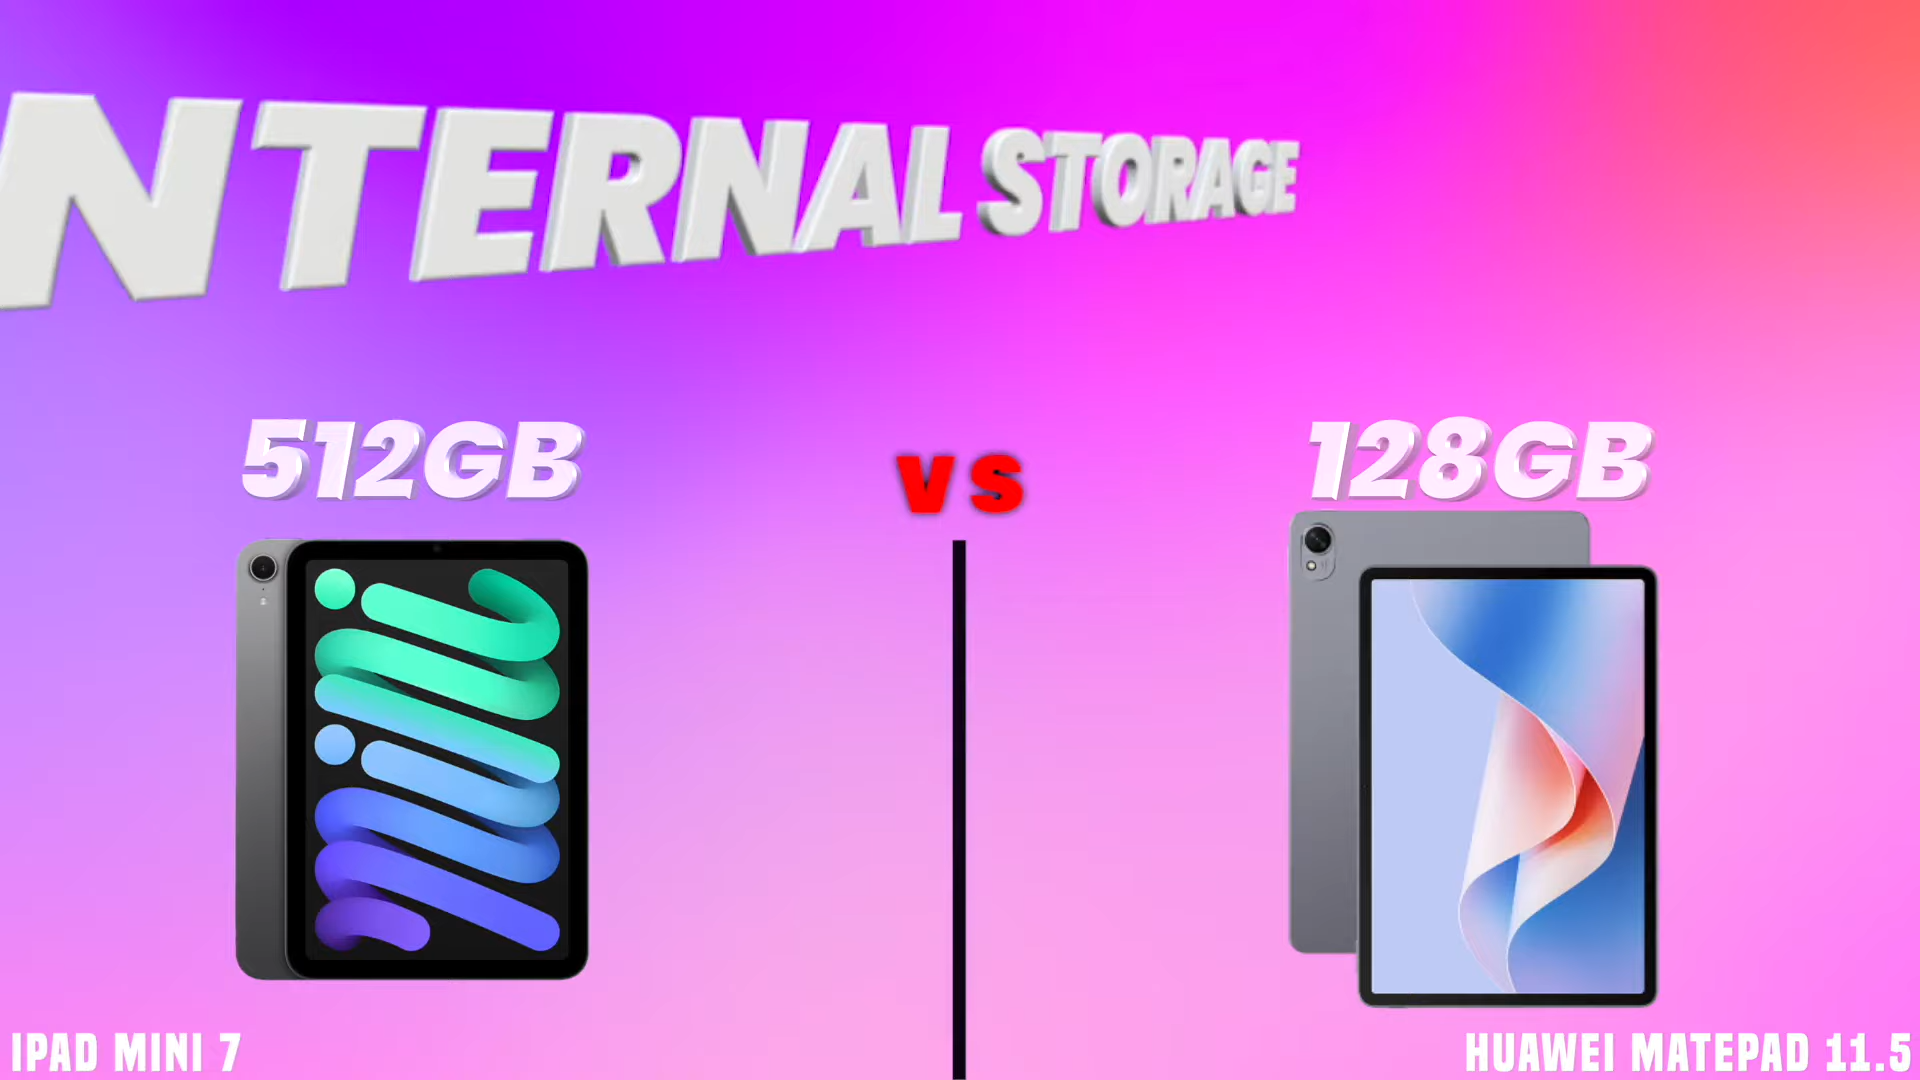 NTERNAL STORAGE
512GB
VS
128GB
IPAD MINI 7
HUAWEI MATEPAD 11.5